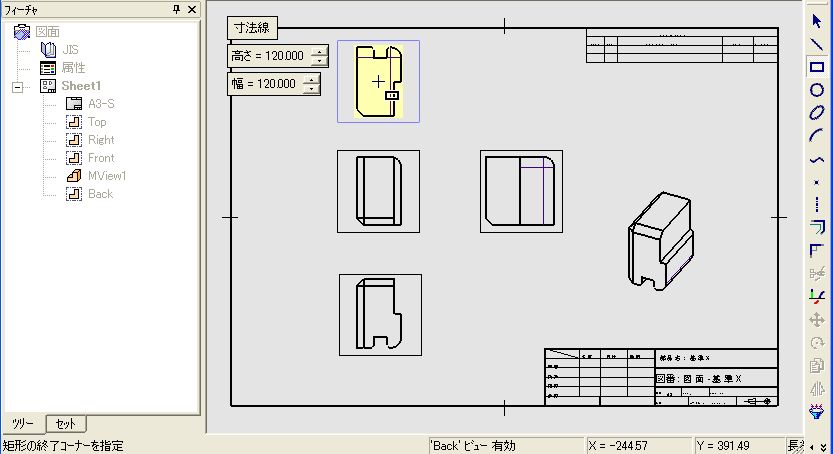 フィーチャ
図面
JIS
属性
Sheet1
A3-S
Top
Right
Front
MView1
Back
ツリー
セット
寸法線
高さ = 120.000
幅 = 120.000
部品名: 基準X
図番: 図面-基準X
矩形の終了コーナーを指定
'Back' ビュー 有効
X = -244.57
Y = 391.49